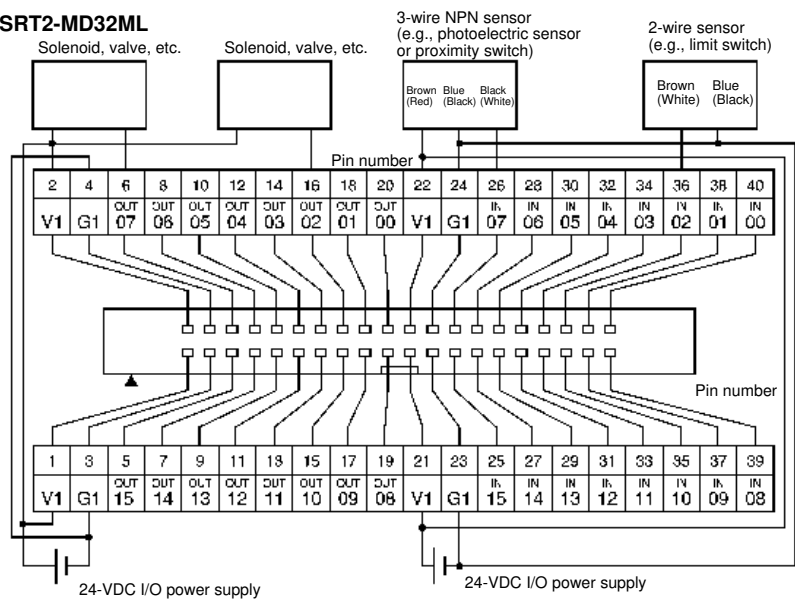 SRT2-MD32ML
Solenoid, valve, etc.
Solenoid, valve, etc.
3-wire NPN sensor
(e.g., photoelectric sensor
or proximity switch)
2-wire sensor
(e.g., limit switch)
Brown Blue Black
(Red) (Black) (White)
Brown Blue
(White) (Black)
Pin number
2 4 6 8 10 12 14 16 18 20 22 24 26 28 30 32 34 36 38 40
OUT OUT OUT OUT OUT OUT OUT OUT IN IN IN IN IN IN IN IN
V1 G1 07 06 05 04 03 02 01 00 V1 G1 07 06 05 04 03 02 01 00
Pin number
1 3 5 7 9 11 13 15 17 19 21 23 25 27 29 31 33 35 37 39
OUT OUT OUT OUT OUT OUT OUT OUT IN IN IN IN IN IN IN IN
V1 G1 15 14 13 12 11 10 09 08 V1 G1 15 14 13 12 11 10 09 08
24-VDC I/O power supply
24-VDC I/O power supply